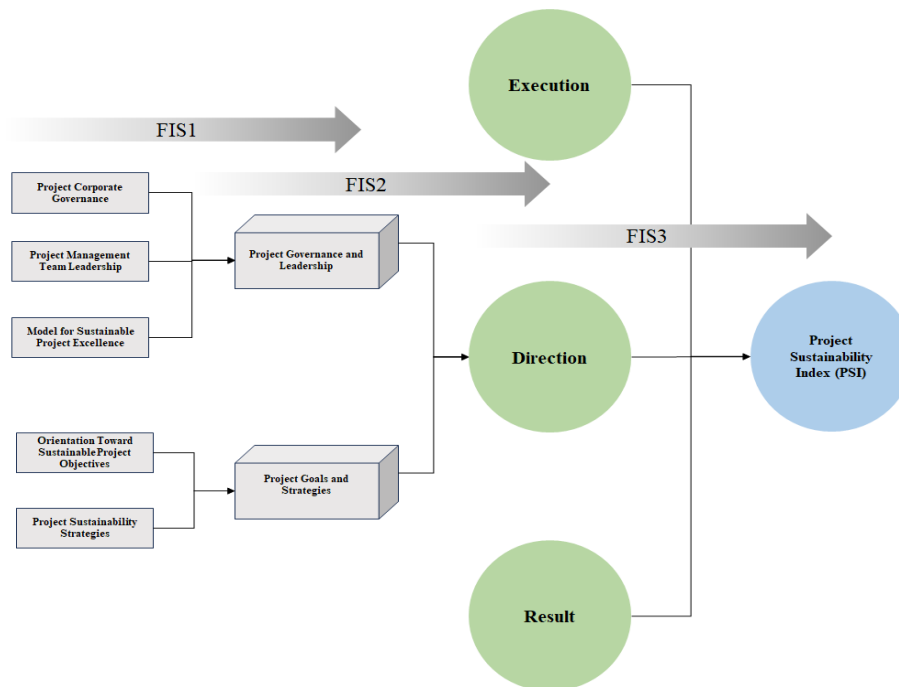 Execution
FIS1
Project Corporate
Governance
FIS2
Project Management
Team Leadership
Project Governance and
Leadership
FIS3
Model for Sustainable
Project Excellence
Direction
Project
Sustainability
Index (PSI)
Orientation Toward
Sustainable Project
Objectives
Project Goals and
Strategies
Project Sustainability
Strategies
Result